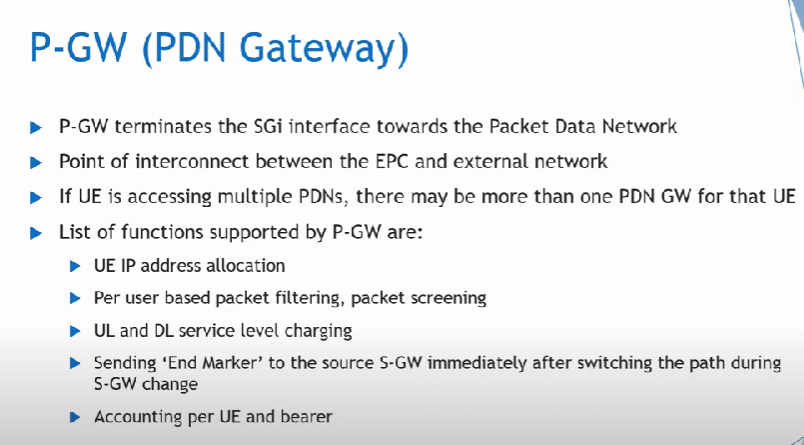 P-GW (PDN Gateway)
P-GW terminates the SGi interface towards the Packet Data Network
Point of interconnect between the EPC and external network
If UE is accessing multiple PDNs, there may be more than one PDN GW for that UE
List of functions supported by P-GW are:
UE IP address allocation
Per user based packet filtering, packet screening
UL and DL service level charging
Sending ‘End Marker’ to the source S-GW immediately after switching the path during
S-GW change
Accounting per UE and bearer